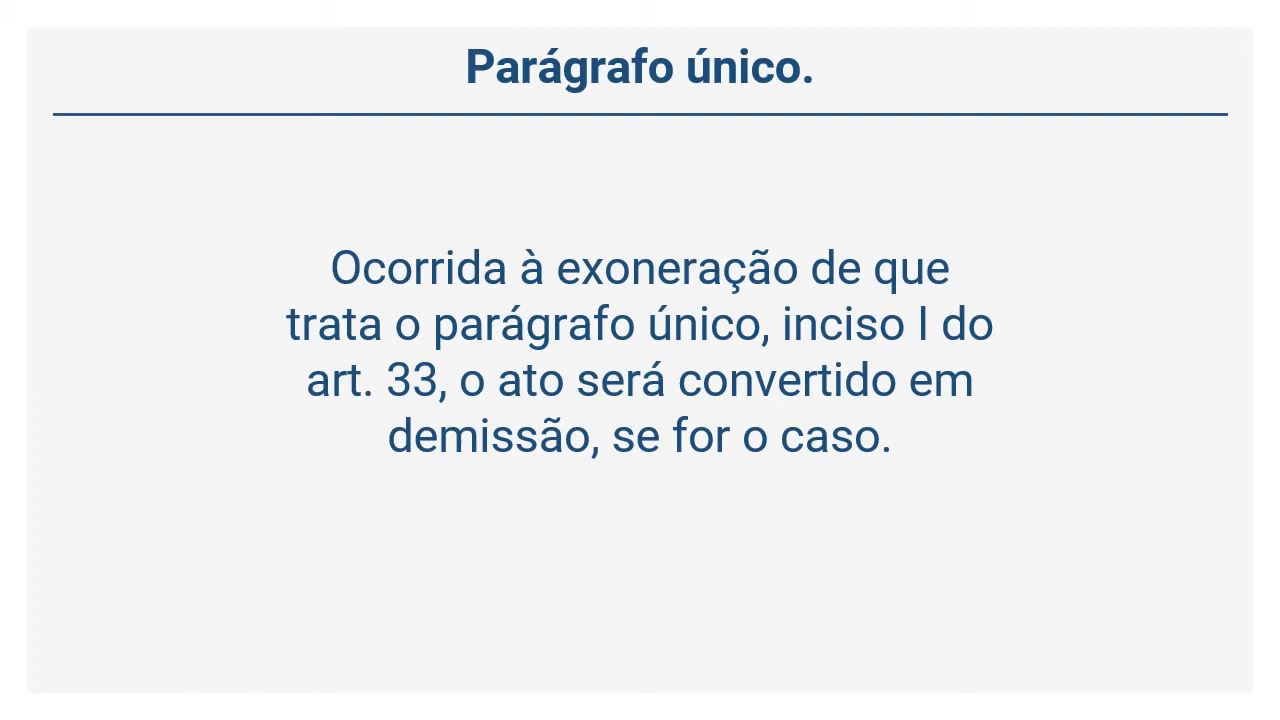 Parágrafo único.
Ocorrida à exoneração de que
trata o parágrafo único, inciso I do
art. 33, o ato será convertido em
demissão, se for o caso.